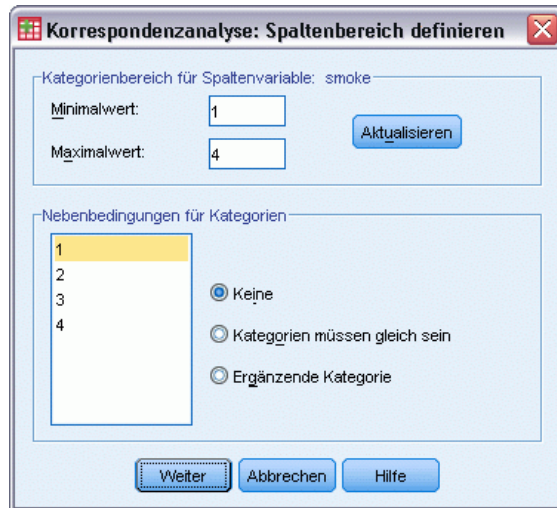 Korrespondenzanalyse: Spaltenbereich definieren
Kategorienbereich für Spaltenvariable: smoke
Minimalwert: 1
Aktualisieren
Maximalwert: 4
Nebenbedingungen für Kategorien
1
2
3
4
Keine
Kategorien müssen gleich sein
Ergänzende Kategorie
Weiter Abbrechen Hilfe